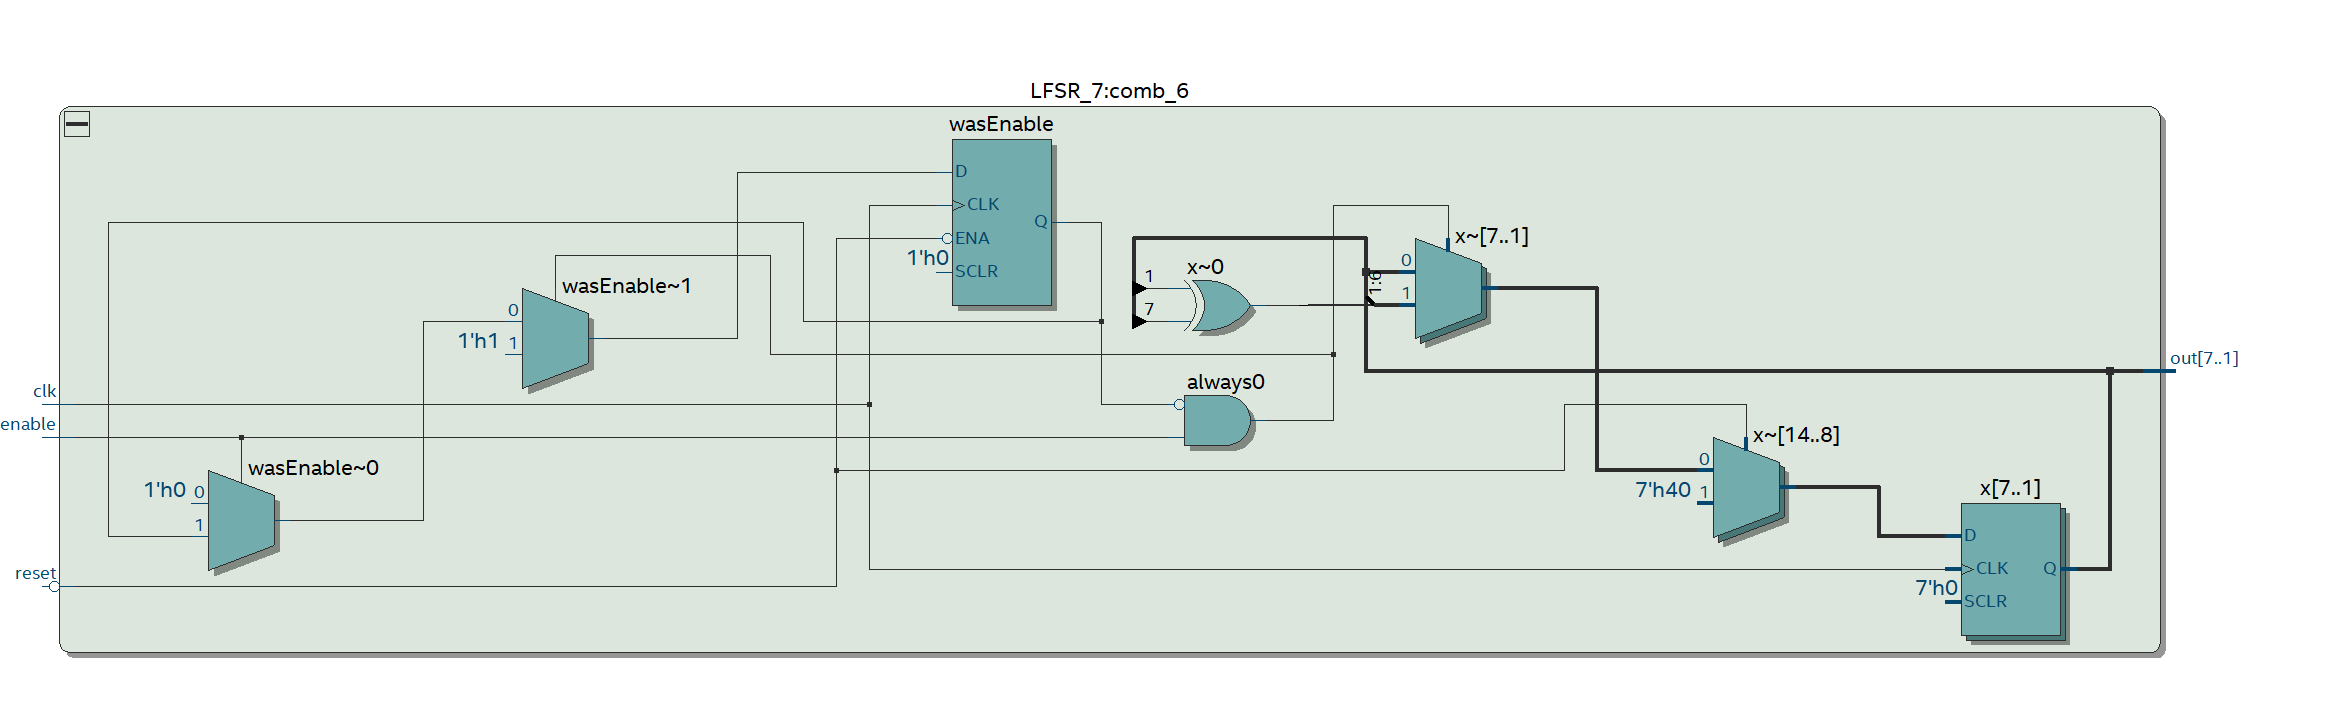 LFSR_7:comb_6
wasEnable
D
CLK
Q
ENA
1'h0
SCLR
x~[7..1]
0
1
1:6
x~0
1
7
wasEnable~1
0
1'h1 1
out[7..1]
always0
clk
enable
x~[14..8]
0
7'h40 1
wasEnable~0
1'h0 0
1
x[7..1]
D
CLK
Q
7'h0
SCLR
reset